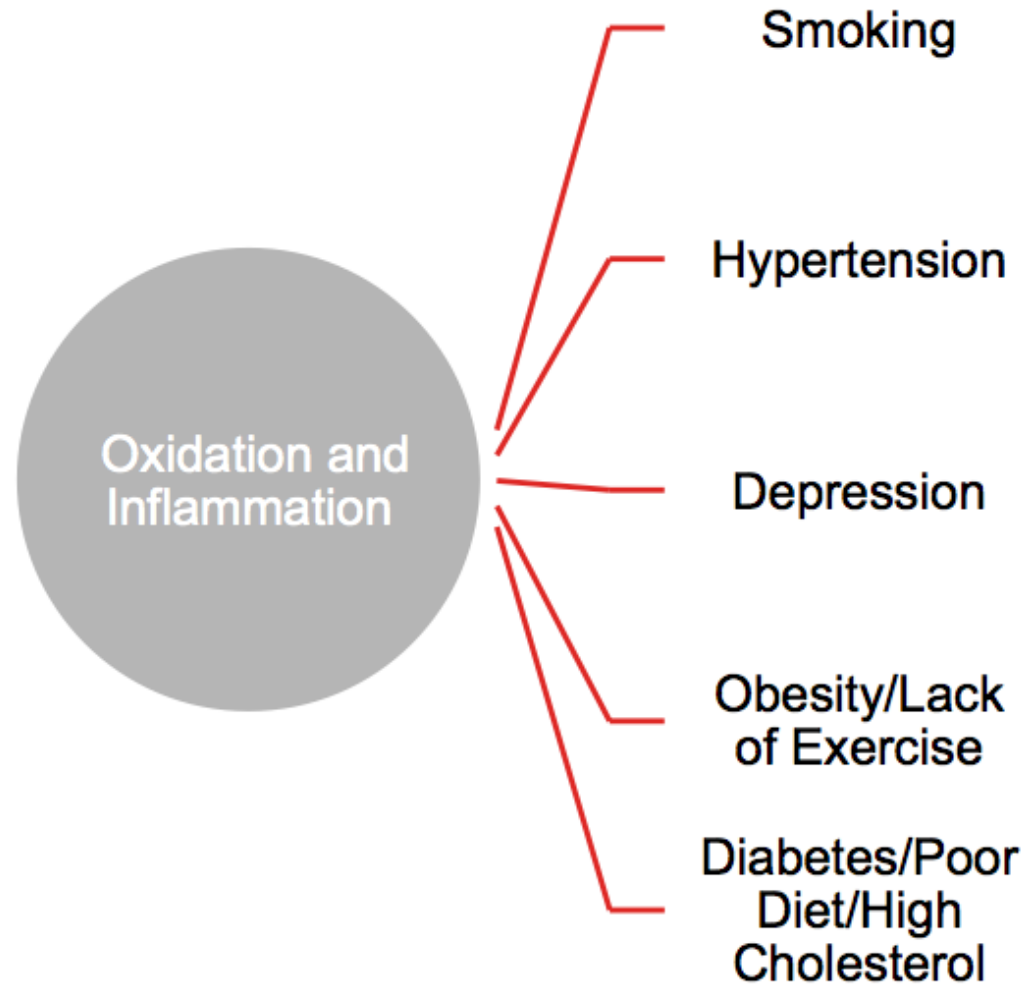 Smoking
Hypertension
Oxidation and
Inflammation
Depression
Obesity/Lack
of Exercise
Diabetes/Poor
Diet/High
Cholesterol